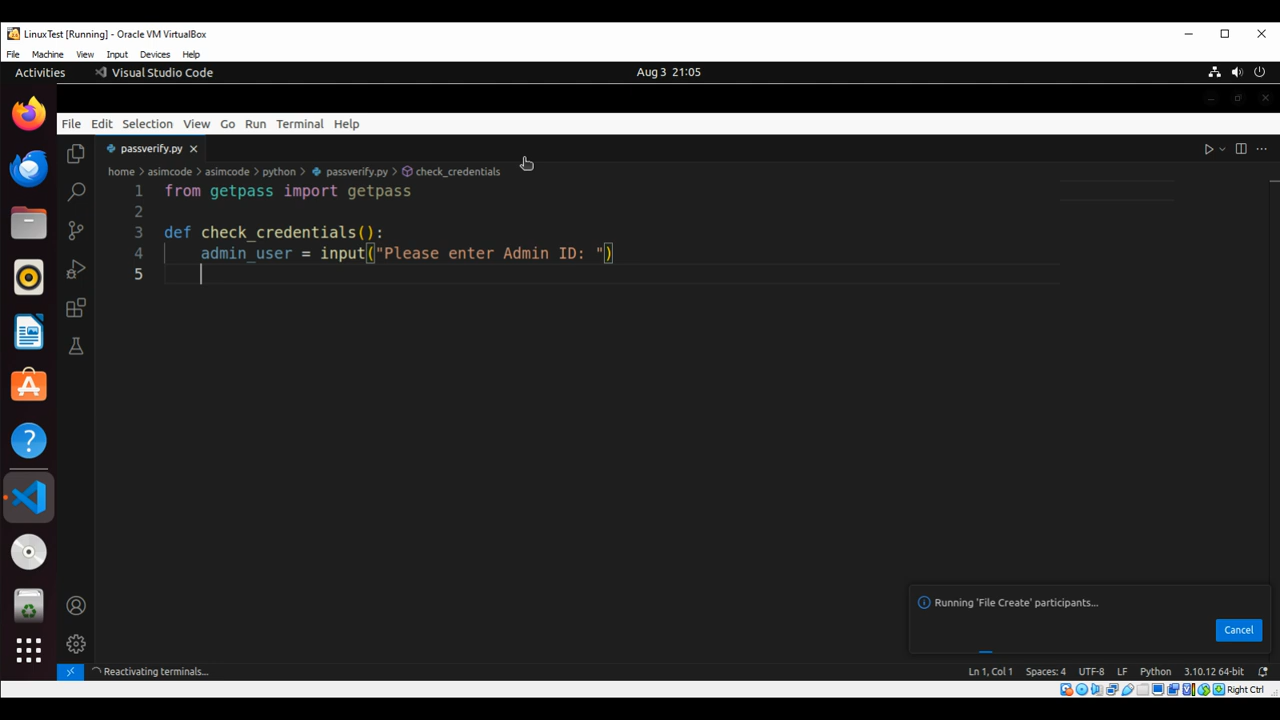 LinuxTest [Running] - Oracle VM VirtualBox
File Machine View Input Devices Help
Activities Visual Studio Code Aug 3 21:05
File Edit Selection View Go Run Terminal Help
passverify.py
home > asimcode > asimcode > python > passverify.py > check_credentials
1 from getpass import getpass
2
3 def check_credentials():
4 admin_user = input("Please enter Admin ID: ")
5
Running 'File Create' participants...
Cancel
Reactivating terminals... Ln 1, Col 1 Spaces: 4 UTF-8 LF Python 3.10.12 64-bit
Right Ctrl